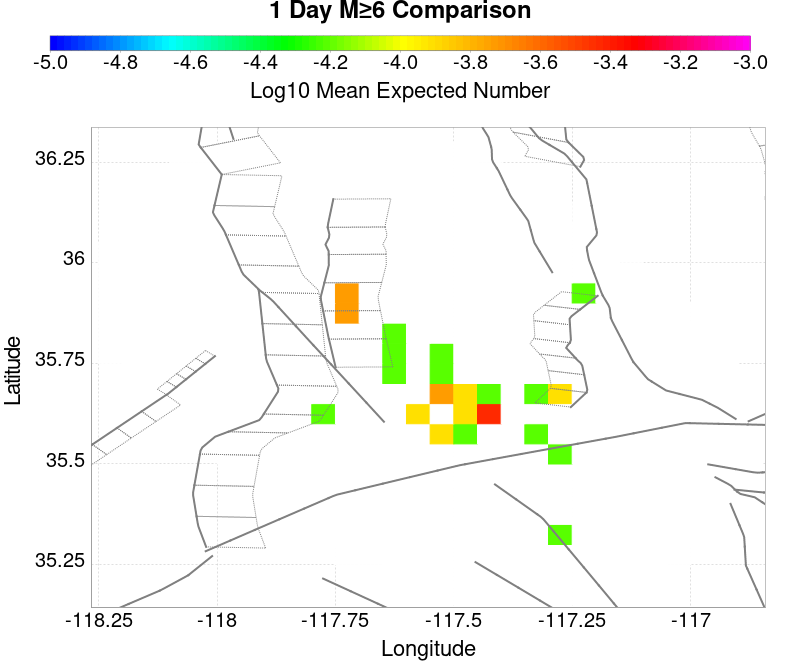 1 Day M≥6 Comparison
-5.0 -4.8 -4.6 -4.4 -4.2 -4.0 -3.8 -3.6 -3.4 -3.2 -3.0
Log10 Mean Expected Number
36.25
36
35.75
35.5
35.25
Latitude
-118.25 -118 -117.75 -117.5 -117.25 -117
Longitude